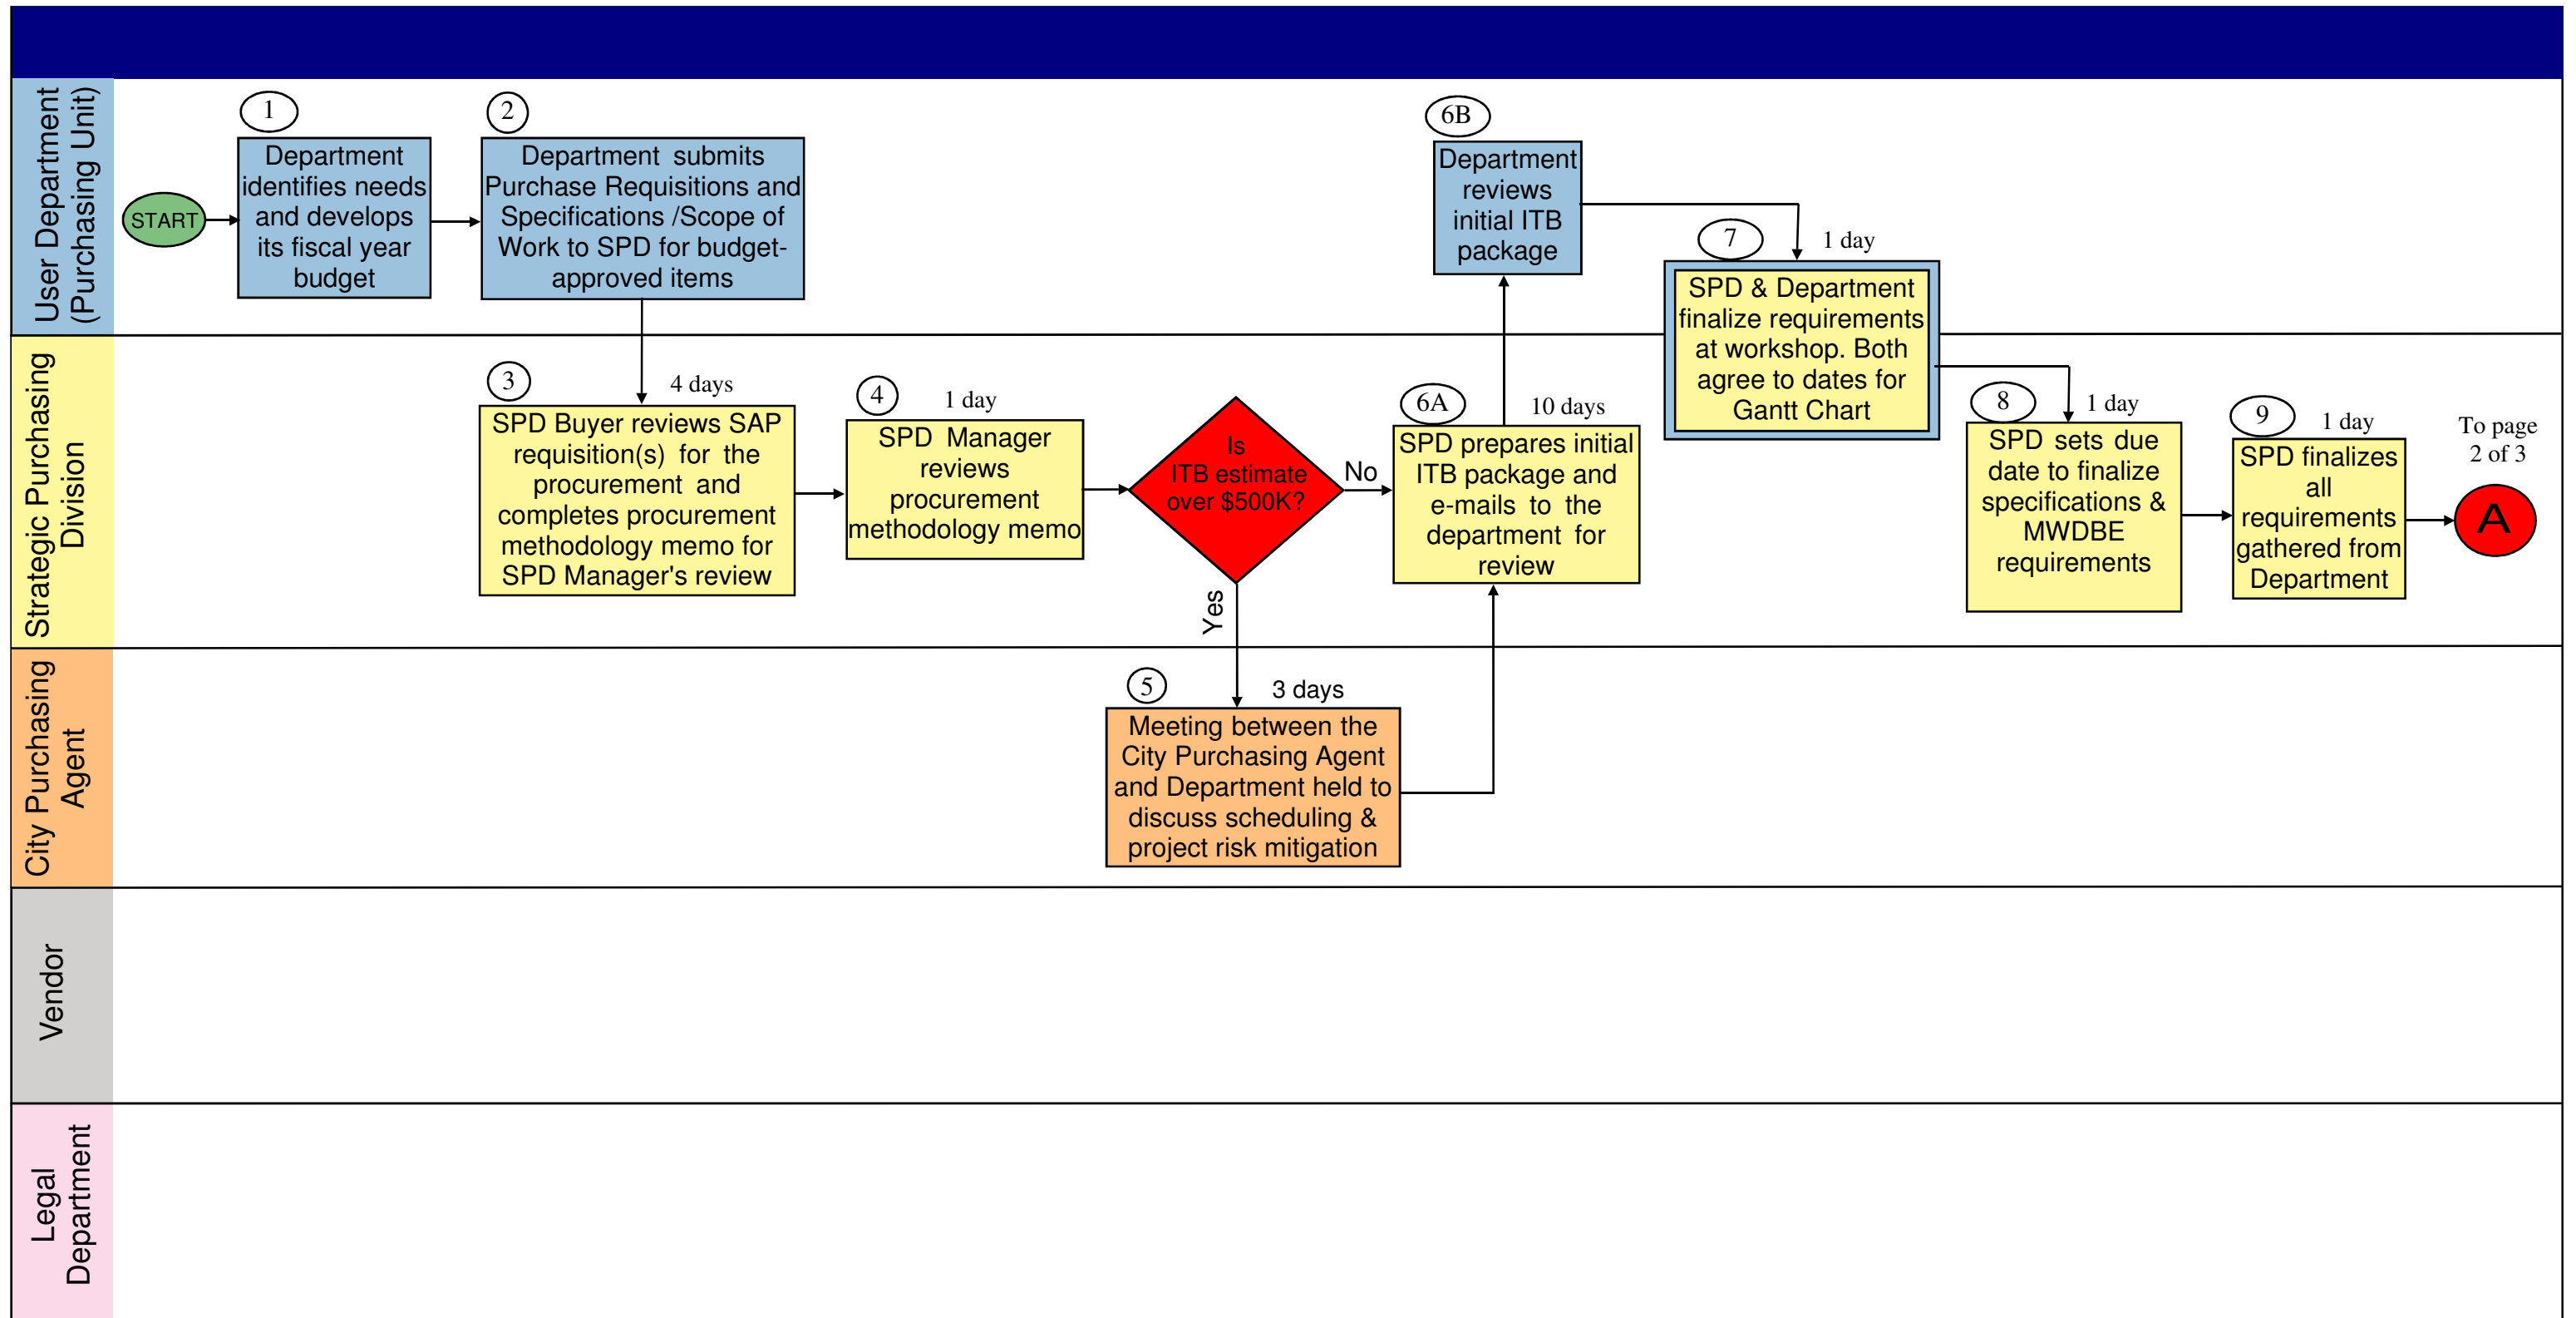 User Department
(Purchasing Unit)
START
1
Department
identifies needs
and develops
its fiscal year
budget
2
Department submits
Purchase Requisitions and
Specifications /Scope of
Work to SPD for budget-
approved items
6B
Department
reviews
initial ITB
package
7
1 day
SPD & Department
finalize requirements
at workshop. Both
agree to dates for
Gantt Chart
Strategic Purchasing
Division
3
4 days
SPD Buyer reviews SAP
requisition(s) for the
procurement and
completes procurement
methodology memo for
SPD Manager's review
4
1 day
SPD Manager
reviews
procurement
methodology memo
Is
ITB estimate
over $500K?
No
Yes
6A
10 days
SPD prepares initial
ITB package and
e-mails to the
department for
review
8
1 day
SPD sets due
date to finalize
specifications &
MWDBE
requirements
9
1 day
SPD finalizes
all
requirements
gathered from
Department
To page
2 of 3
A
City Purchasing
Agent
5
3 days
Meeting between the
City Purchasing Agent
and Department held to
discuss scheduling &
project risk mitigation
Vendor
Legal
Department